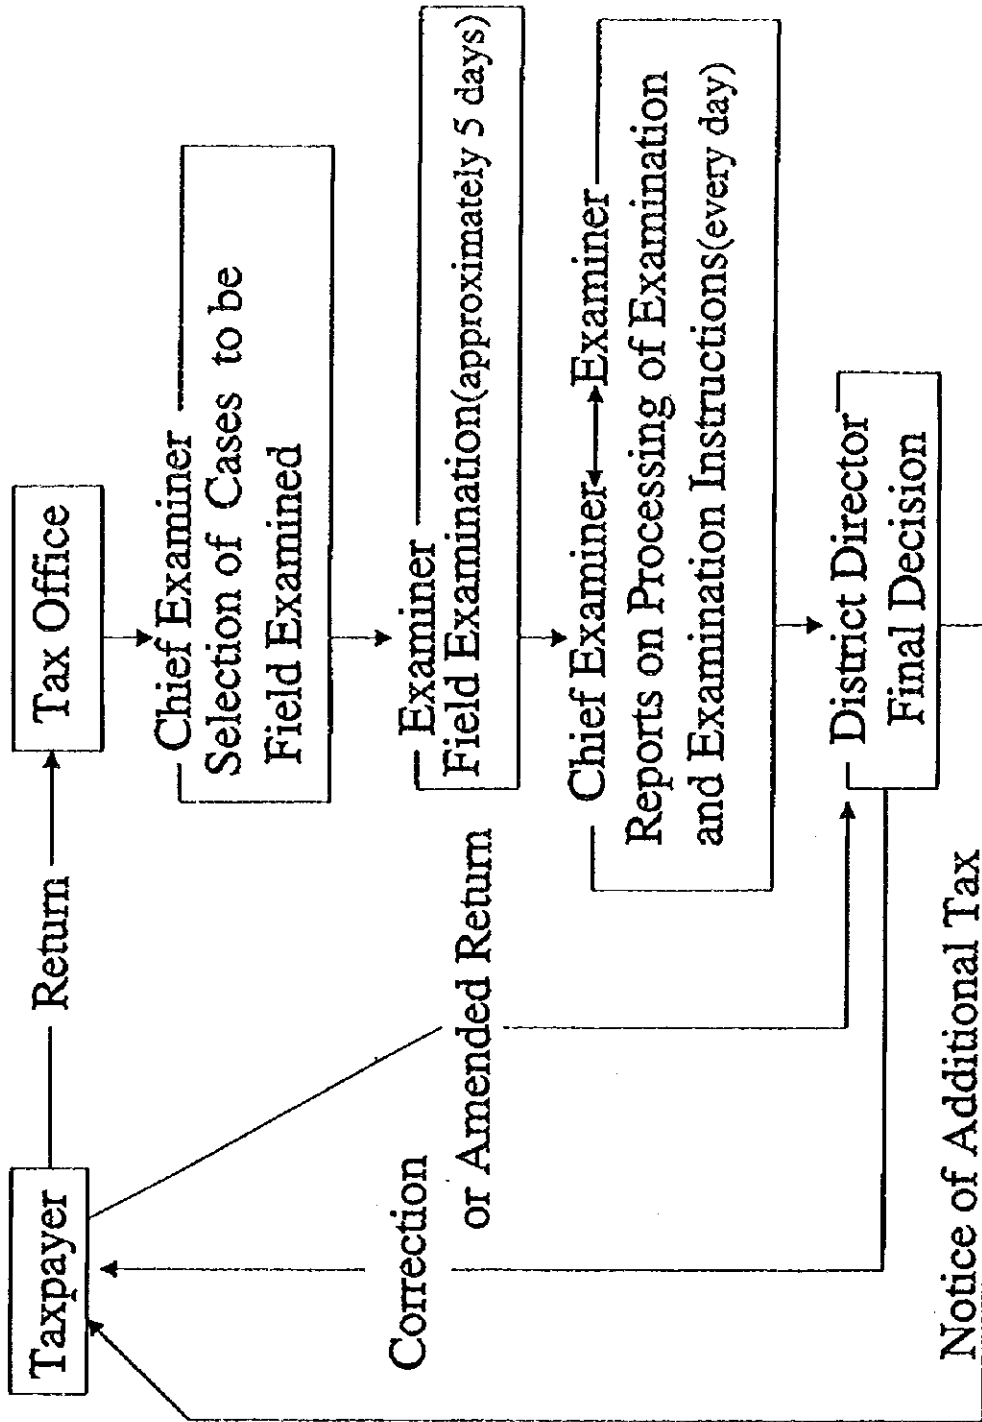 Taxpayer
Return
Tax Office
Chief Examiner
Selection of Cases to be
Field Examined
Examiner
Field Examination(approximately 5 days)
Chief Examiner
Examiner
Reports on Processing of Examination
and Examination Instructions(every day)
District Director
Final Decision
Correction
or Amended Return
Notice of Additional Tax